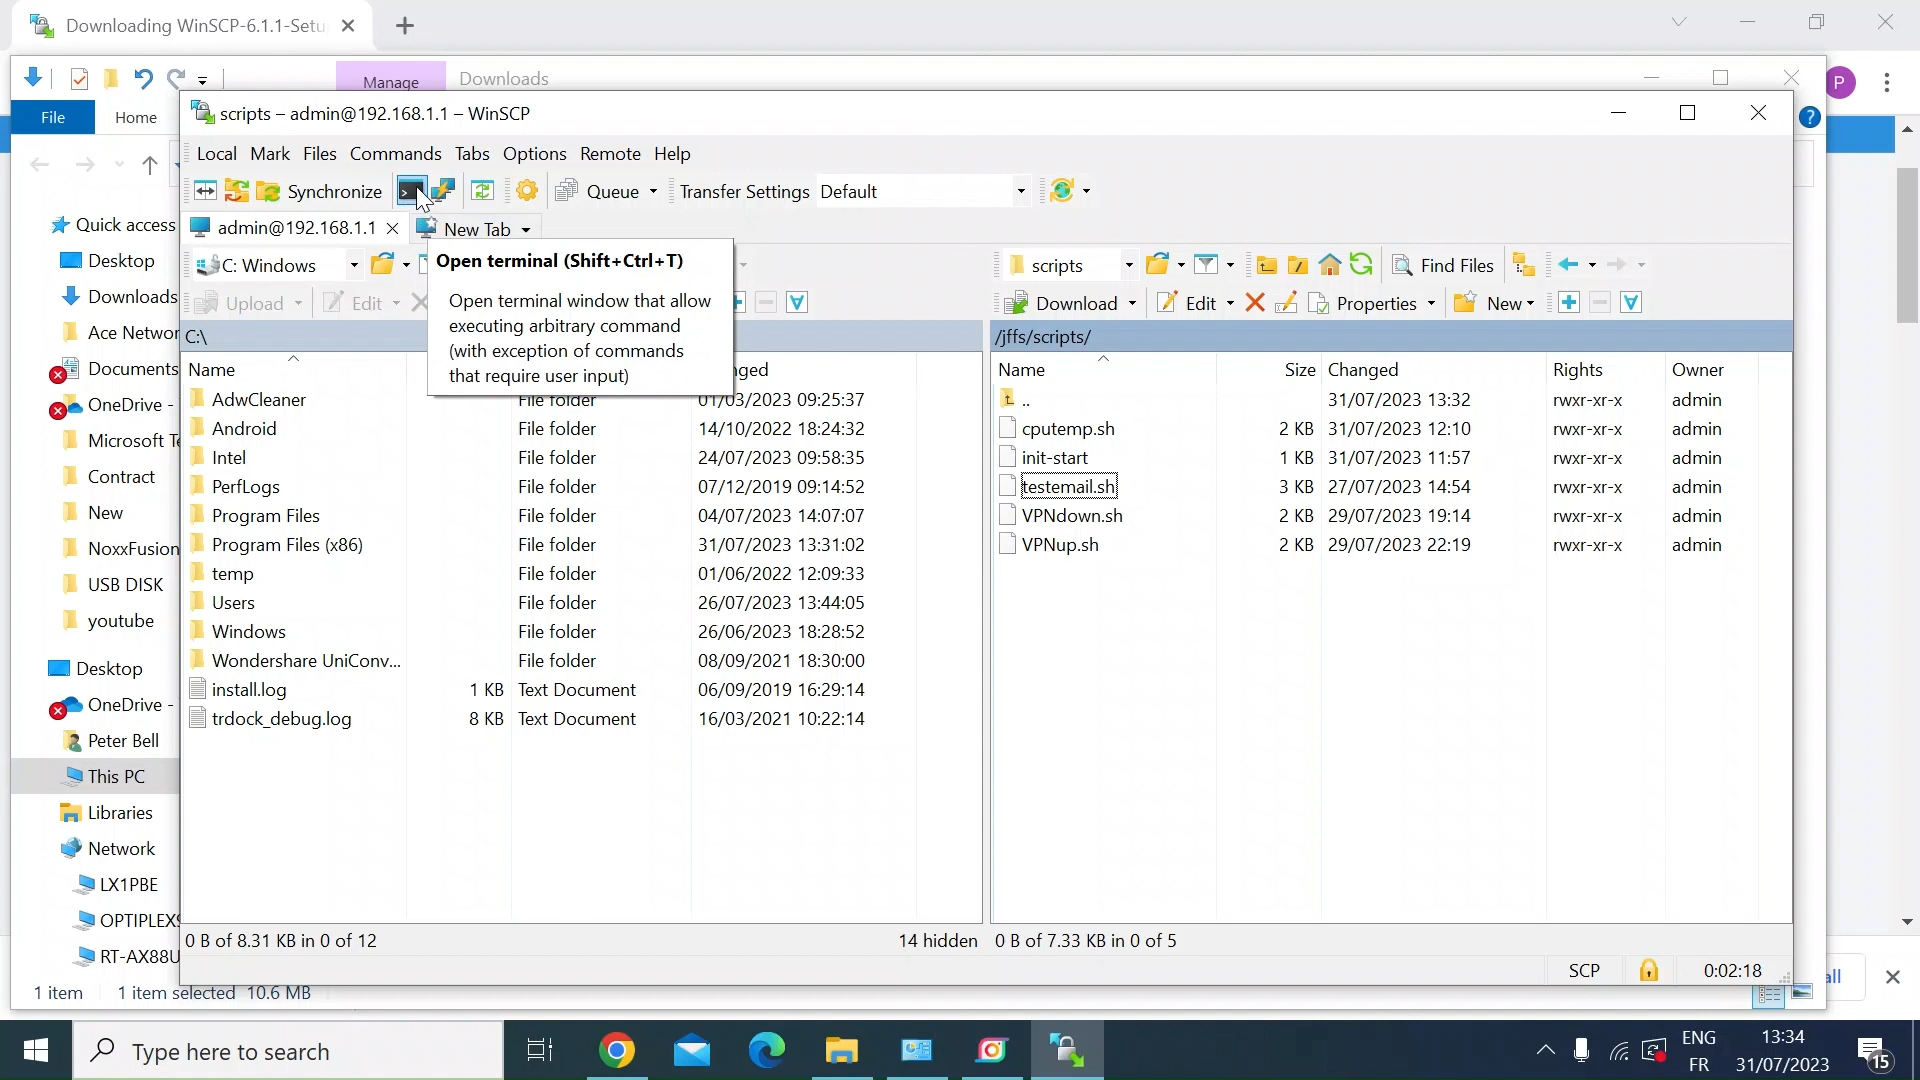 Downloading WinSCP-6.1.1-Setu
Manage Downloads
File Home
scripts – admin@192.168.1.1 – WinSCP
Local Mark Files Commands Tabs Options Remote Help
Synchronize Queue Transfer Settings Default
admin@192.168.1.1 New Tab
C: Windows
Open terminal (Shift+Ctrl+T)
Open terminal window that allow
executing arbitrary command
(with exception of commands
that require user input)
scripts Find Files
Upload Edit
Download Edit Properties New
C:\
/jffs/scripts/
Name nged
AdwCleaner File folder 01/03/2023 09:25:37
Android File folder 14/10/2022 18:24:32
Intel File folder 24/07/2023 09:58:35
PerfLogs File folder 07/12/2019 09:14:52
Program Files File folder 04/07/2023 14:07:07
Program Files (x86) File folder 31/07/2023 13:31:02
temp File folder 01/06/2022 12:09:33
Users File folder 26/07/2023 13:44:05
Windows File folder 26/06/2023 18:28:52
Wondershare UniConv... File folder 08/09/2021 18:30:00
install.log 1 KB Text Document 06/09/2019 16:29:14
trdock_debug.log 8 KB Text Document 16/03/2021 10:22:14
Name Size Changed Rights Owner
.. 31/07/2023 13:32 rwxr-xr-x admin
cputemp.sh 2 KB 31/07/2023 12:10 rwxr-xr-x admin
init-start 1 KB 31/07/2023 11:57 rwxr-xr-x admin
testemail.sh 3 KB 27/07/2023 14:54 rwxr-xr-x admin
VPNdown.sh 2 KB 29/07/2023 19:14 rwxr-xr-x admin
VPNup.sh 2 KB 29/07/2023 22:19 rwxr-xr-x admin
0 B of 8.31 KB in 0 of 12 14 hidden
0 B of 7.33 KB in 0 of 5
SCP 0:02:18
Quick access
Desktop
Downloads
Ace Networ
Documents
OneDrive -
Microsoft Te
Contract
New
NoxxFusion
USB DISK
youtube
Desktop
OneDrive -
Peter Bell
This PC
Libraries
Network
LX1PBE
OPTIPLEX9
RT-AX88U
1 item 1 item selected 10.6 MB
P
?
all
Type here to search
ENG
FR
13:34
31/07/2023
15